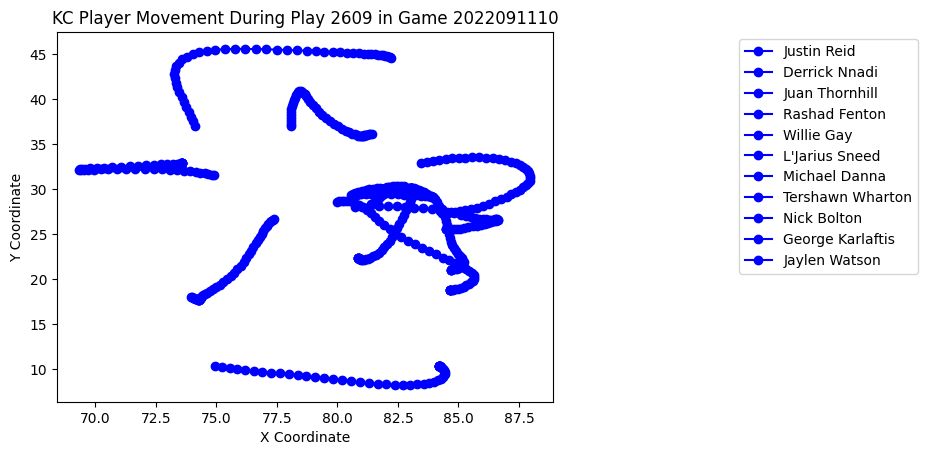 KC Player Movement During Play 2609 in Game 2022091110
45
40
35
30
25
20
15
10
Y Coordinate
70.0 72.5 75.0 77.5 80.0 82.5 85.0 87.5
X Coordinate
Justin Reid
Derrick Nnadi
Juan Thornhill
Rashad Fenton
Willie Gay
L'Jarius Sneed
Michael Danna
Tershawn Wharton
Nick Bolton
George Karlaftis
Jaylen Watson